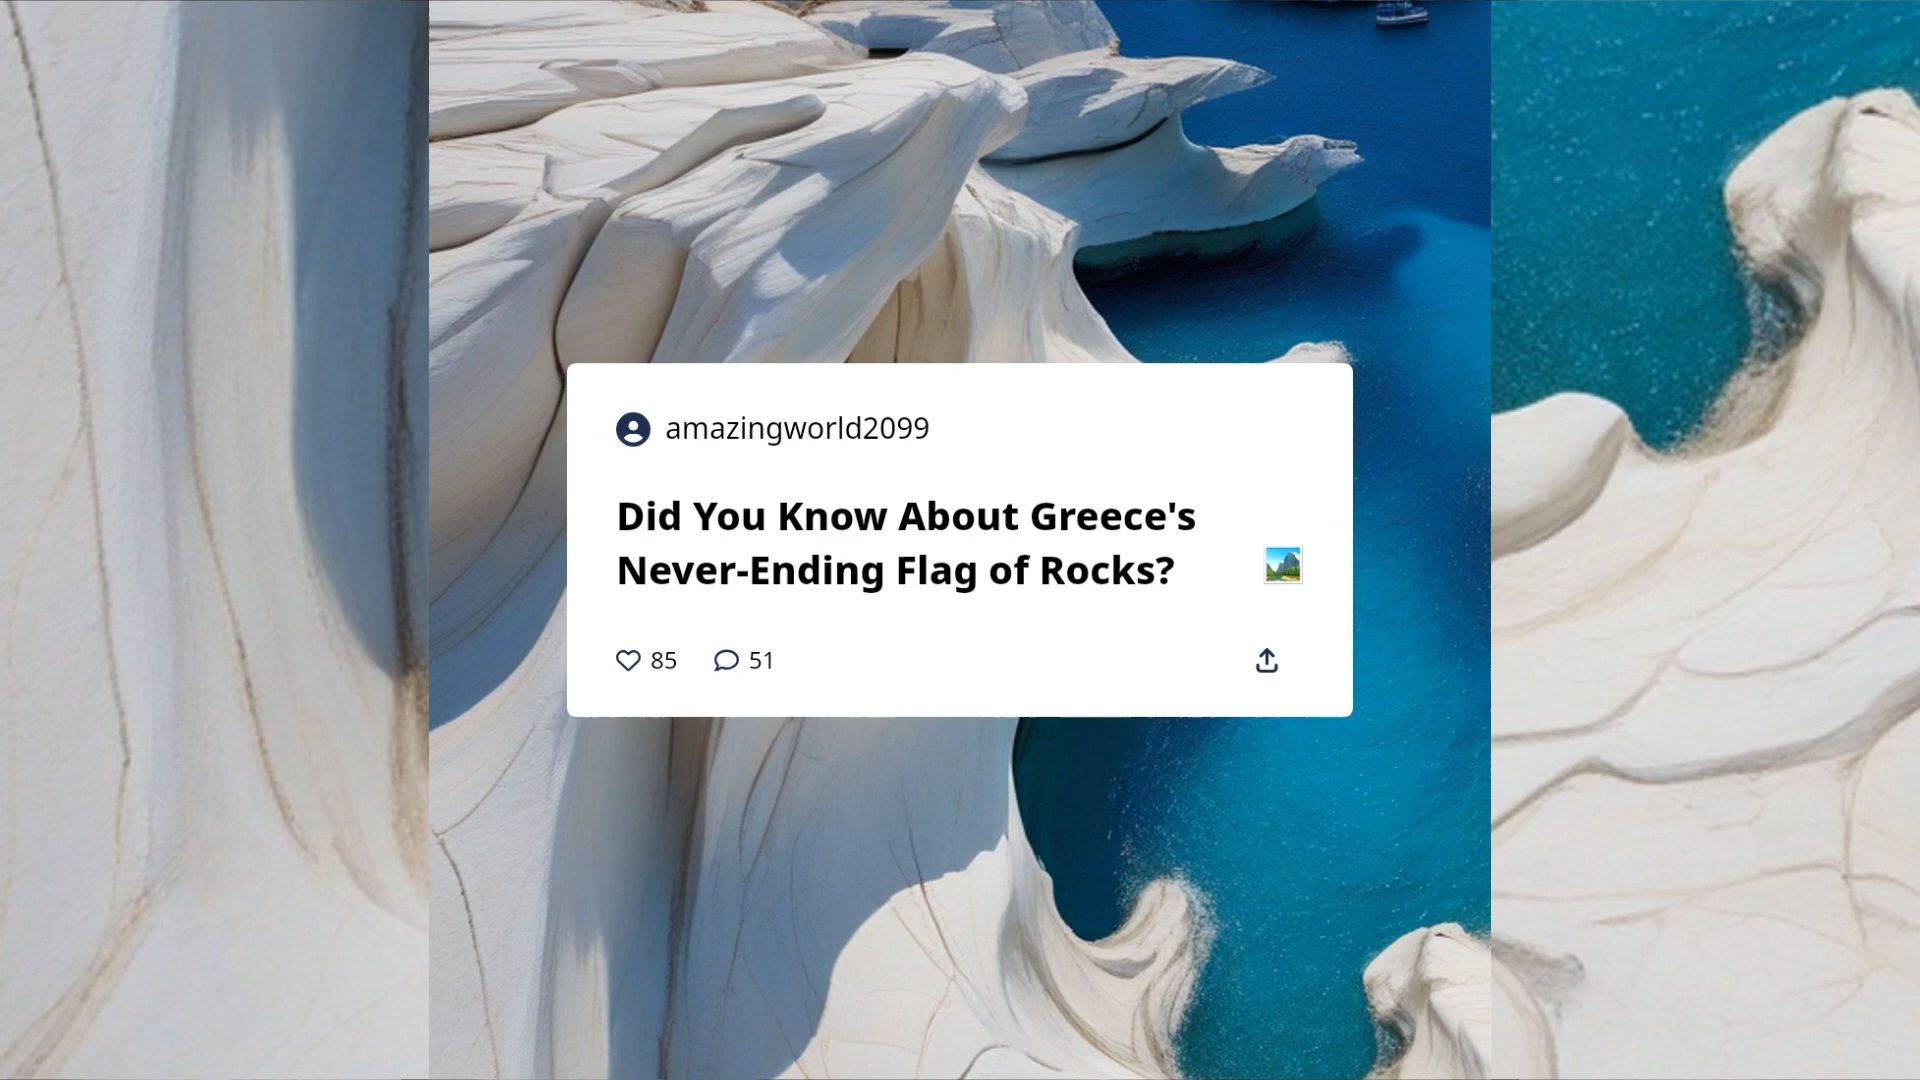 amazingworld2099
Did You Know About Greece's
Never-Ending Flag of Rocks?
85 51